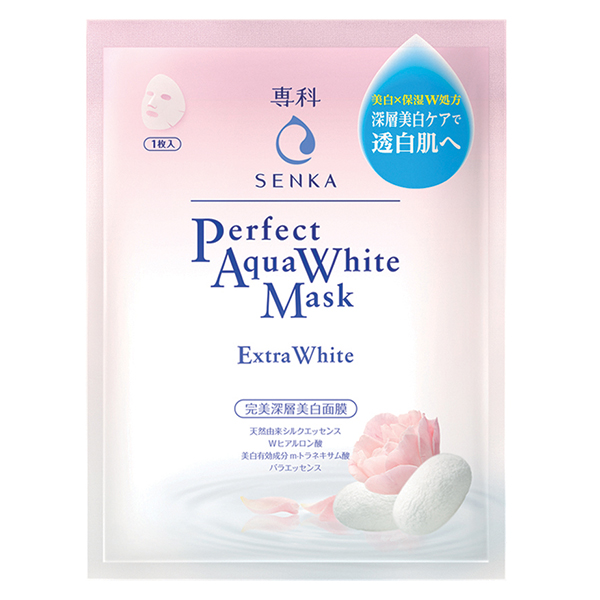 専科
SENKA
1枚入
美白×保湿W処方
深層美白ケアで
透白肌へ
Perfect
AquaWhite
Mask
Extra White
完美深層美白面膜
天然由来シルクエッセンス
Wヒアルロン酸
美白有効成分 mトラネキサム酸
バラエッセンス